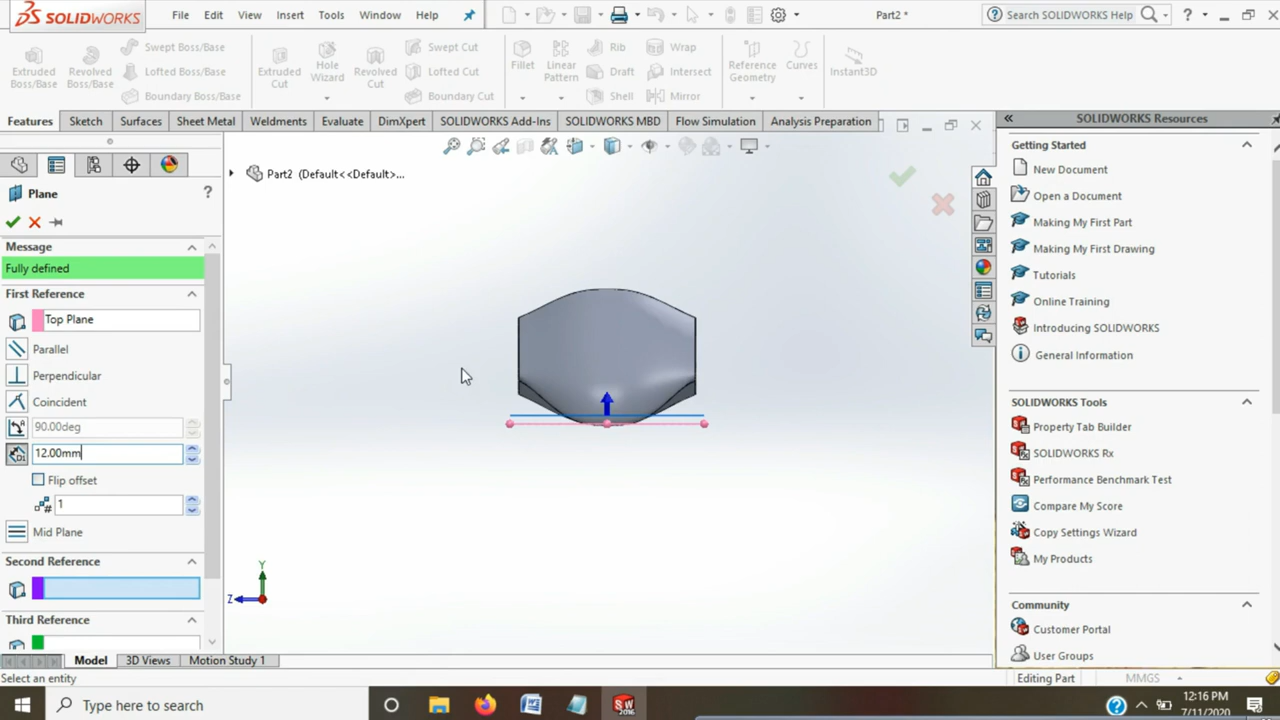 SOLIDWORKS
File Edit View Insert Tools Window Help
Part2 *
Search SOLIDWORKS Help
?
Extruded Boss/Base
Revolved Boss/Base
Swept Boss/Base
Lofted Boss/Base
Boundary Boss/Base
Extruded Cut
Hole Wizard
Revolved Cut
Swept Cut
Lofted Cut
Boundary Cut
Fillet
Linear Pattern
Rib
Draft
Shell
Wrap
Intersect
Mirror
Reference Geometry
Curves
Instant3D
Features Sketch Surfaces Sheet Metal Weldments Evaluate DimXpert SOLIDWORKS Add-Ins SOLIDWORKS MBD Flow Simulation Analysis Preparation
Plane
?
Message
Fully defined
First Reference
Top Plane
Parallel
Perpendicular
Coincident
90.00deg
12.00mm
Flip offset
# 1
Mid Plane
Second Reference
Third Reference
Part2 (Default<<Default>...
Y
Z
SOLIDWORKS Resources
Getting Started
New Document
Open a Document
Making My First Part
Making My First Drawing
Tutorials
Online Training
Introducing SOLIDWORKS
General Information
SOLIDWORKS Tools
Property Tab Builder
SOLIDWORKS Rx
Performance Benchmark Test
Compare My Score
Copy Settings Wizard
My Products
Community
Customer Portal
User Groups
Model 3D Views Motion Study 1
Select an entity
Editing Part
MMGS
Type here to search
SW 2016
12:16 PM
7/11/2020